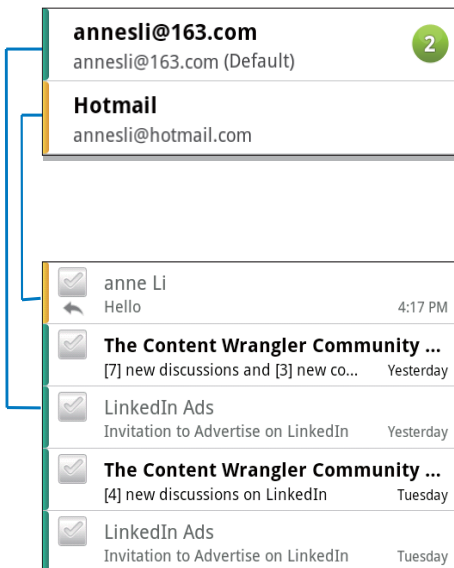 annesli@163.com
2
annesli@163.com (Default)
Hotmail
annesli@hotmail.com
anne Li
Hello 4:17 PM
The Content Wrangler Community ...
[7] new discussions and [3] new co... Yesterday
LinkedIn Ads
Invitation to Advertise on LinkedIn Yesterday
The Content Wrangler Community ...
[4] new discussions on LinkedIn Tuesday
LinkedIn Ads
Invitation to Advertise on LinkedIn Tuesday